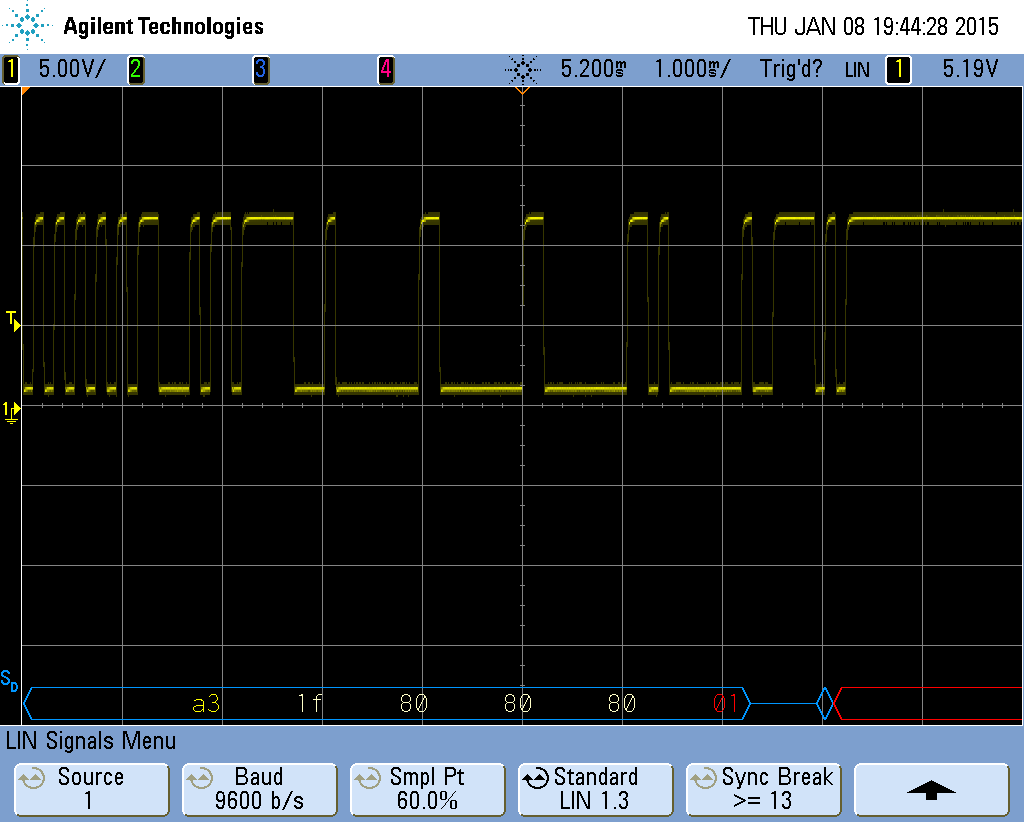 Agilent Technologies THU JAN 08 19:44:28 2015
1 5.00V/ 2 3 4 5.200ms 1.000ms/ Trig'd? LIN 1 5.19V
T
1
SD
a3 1f 80 80 80 01
LIN Signals Menu
Source Baud Smpl Pt Standard Sync Break
1 9600 b/s 60.0% LIN 1.3 >= 13